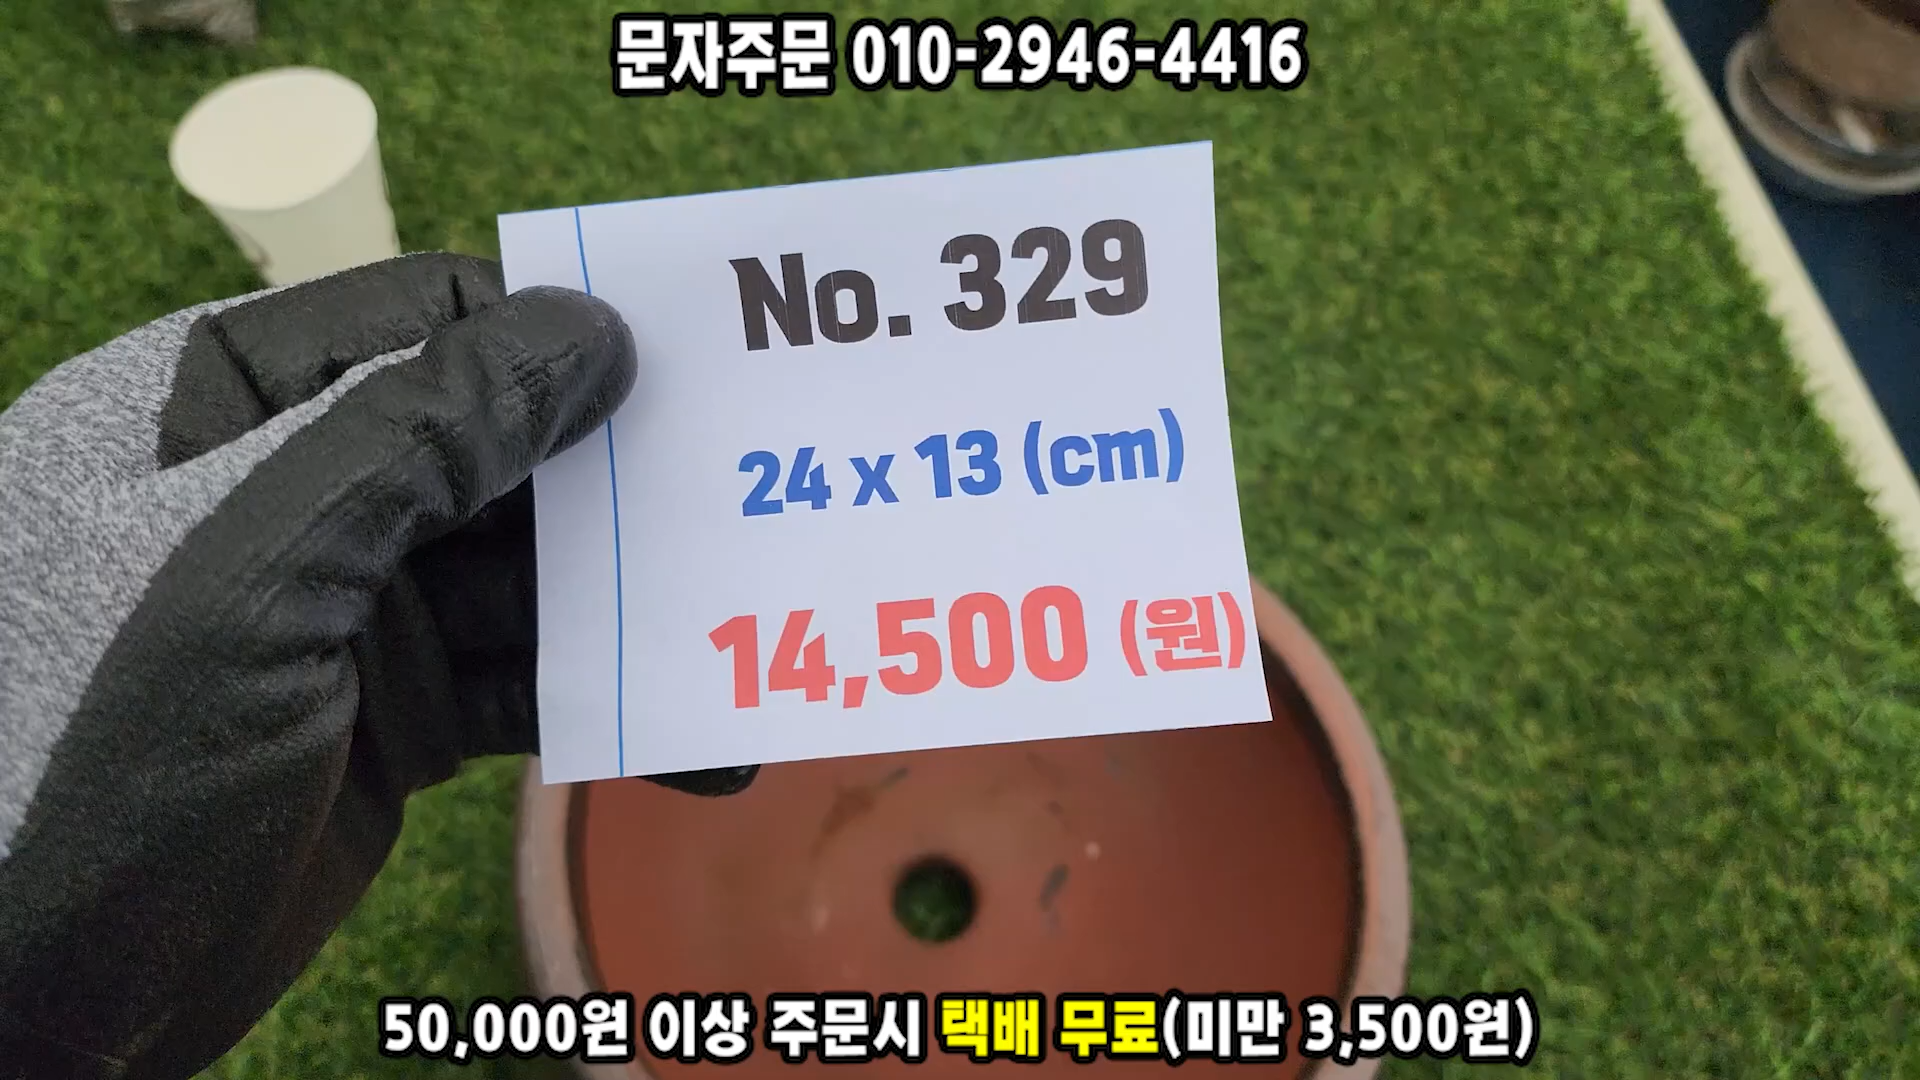 문자주문 010-2946-4416
No. 329
24 x 13 (cm)
14,500 (원)
50,000원 이상 주문시 택배 무료(미만 3,500원)